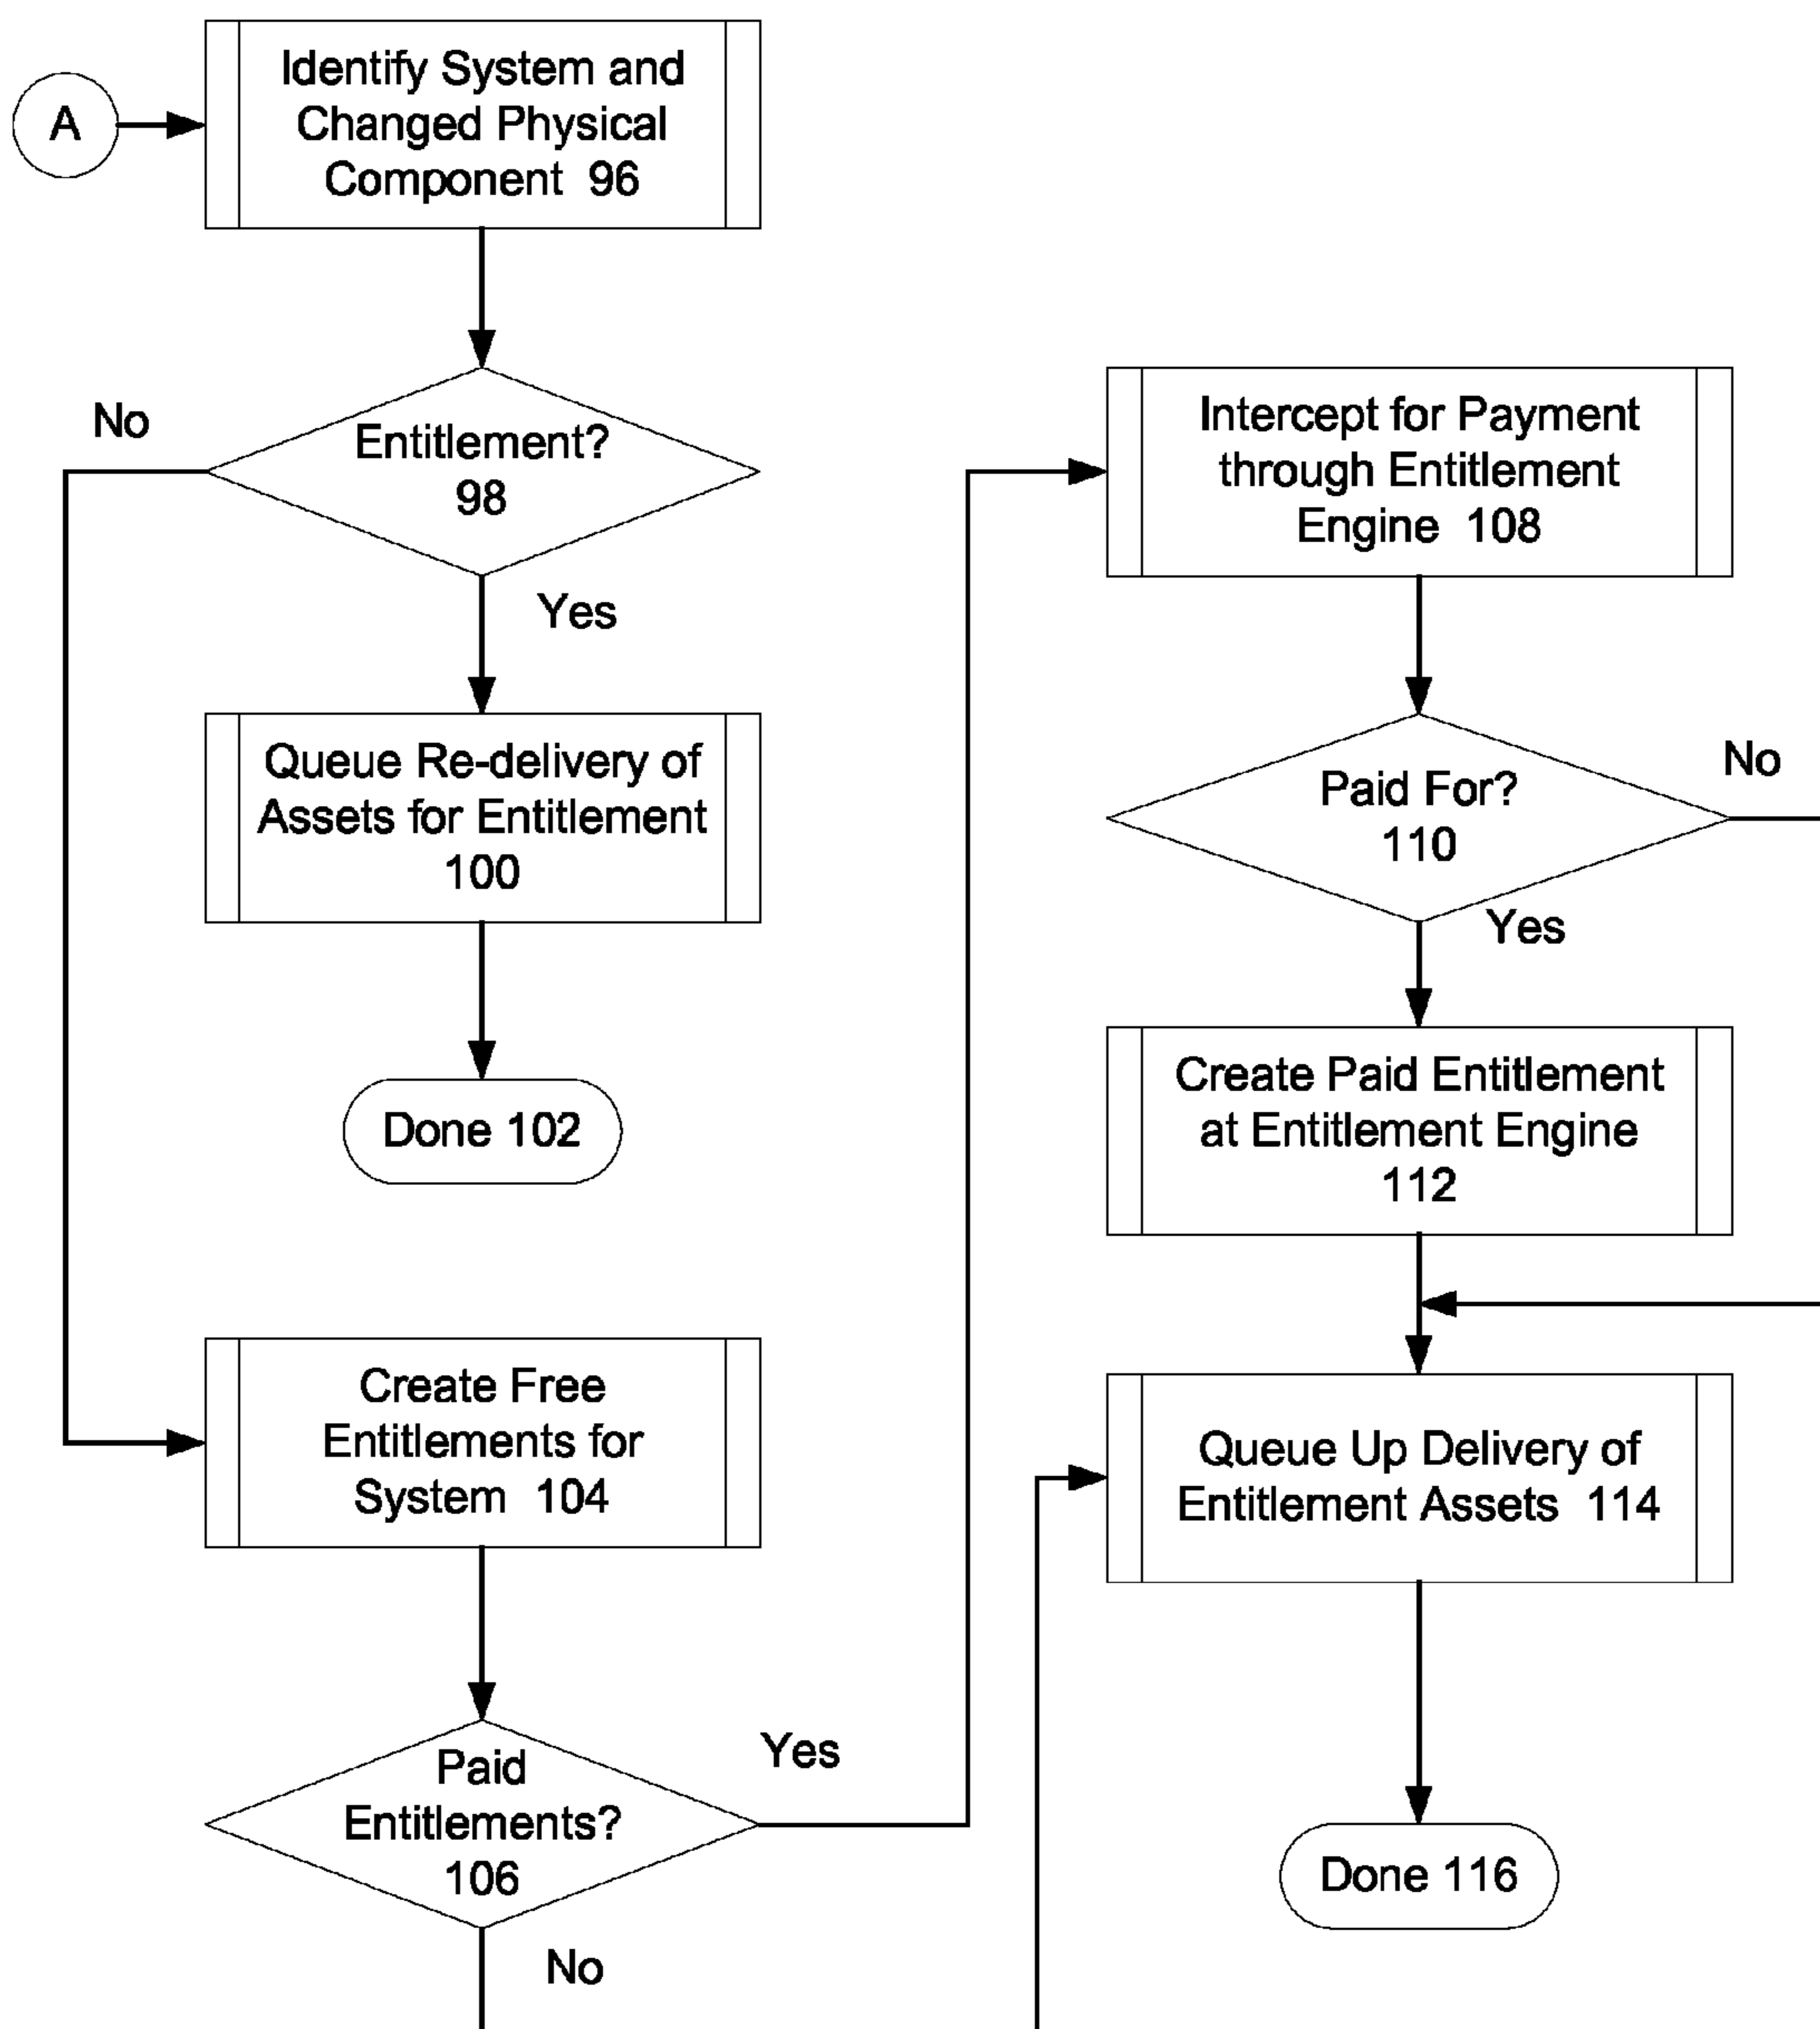 A
Identify System and
Changed Physical
Component 96
No
Entitlement?
98
Yes
Queue Re-delivery of
Assets for Entitlement
100
Done 102
Create Free
Entitlements for
System 104
Paid
Entitlements?
106
Yes
No
Intercept for Payment
through Entitlement
Engine 108
Paid For?
110
No
Yes
Create Paid Entitlement
at Entitlement Engine
112
Queue Up Delivery of
Entitlement Assets 114
Done 116